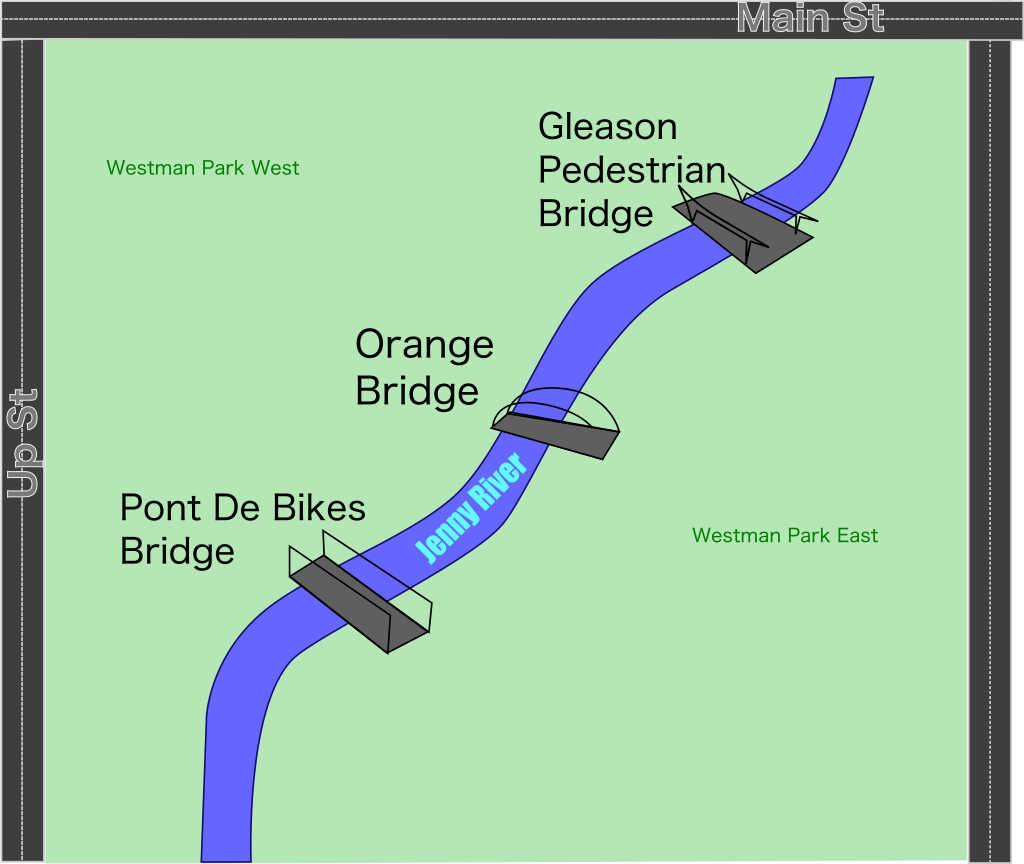 Main St
Gleason
Pedestrian
Bridge
Westman Park West
Orange
Bridge
Up St
Jenny River
Pont De Bikes
Bridge
Westman Park East